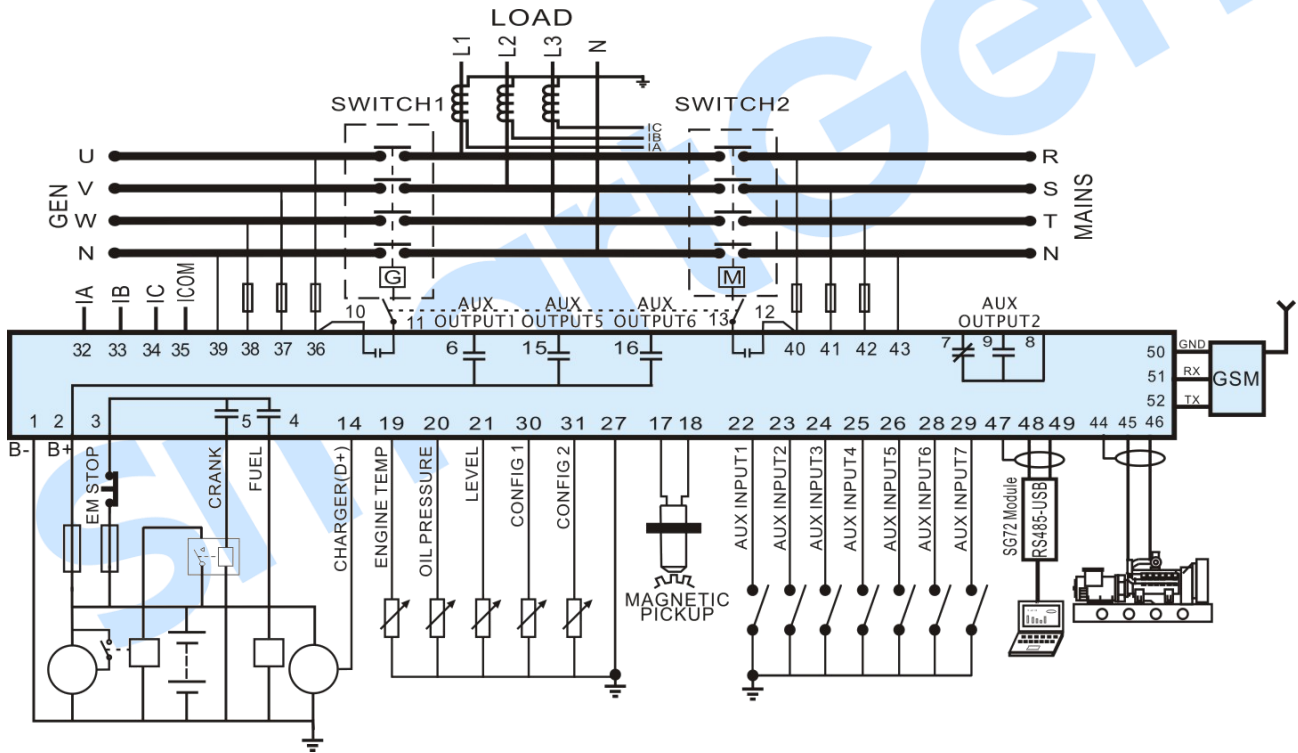 LOAD
L1 L2 L3 N
SWITCH1 SWITCH2
IC
IB
IA
U R
V S
W T
N N
GEN
MAINS
SmartGen
IA IB IC ICOM
10 11 AUX OUTPUT1 AUX OUTPUT5 AUX OUTPUT6 13 12 AUX OUTPUT2
G M
32 33 34 35 39 38 37 36 6 15 16 40 41 42 43 7 9 8
50 GND
51 RX
52 TX
GSM
1 2 3 5 4 14 19 20 21 30 31 27 17 18 22 23 24 25 26 28 29 47 48 49 44 45 46
B- B+
EM STOP
CRANK
FUEL
CHARGER(D+)
ENGINE TEMP
OIL PRESSURE
LEVEL
CONFIG 1
CONFIG 2
MAGNETIC
PICKUP
AUX INPUT1
AUX INPUT2
AUX INPUT3
AUX INPUT4
AUX INPUT5
AUX INPUT6
AUX INPUT7
SG72 Module
RS485-USB